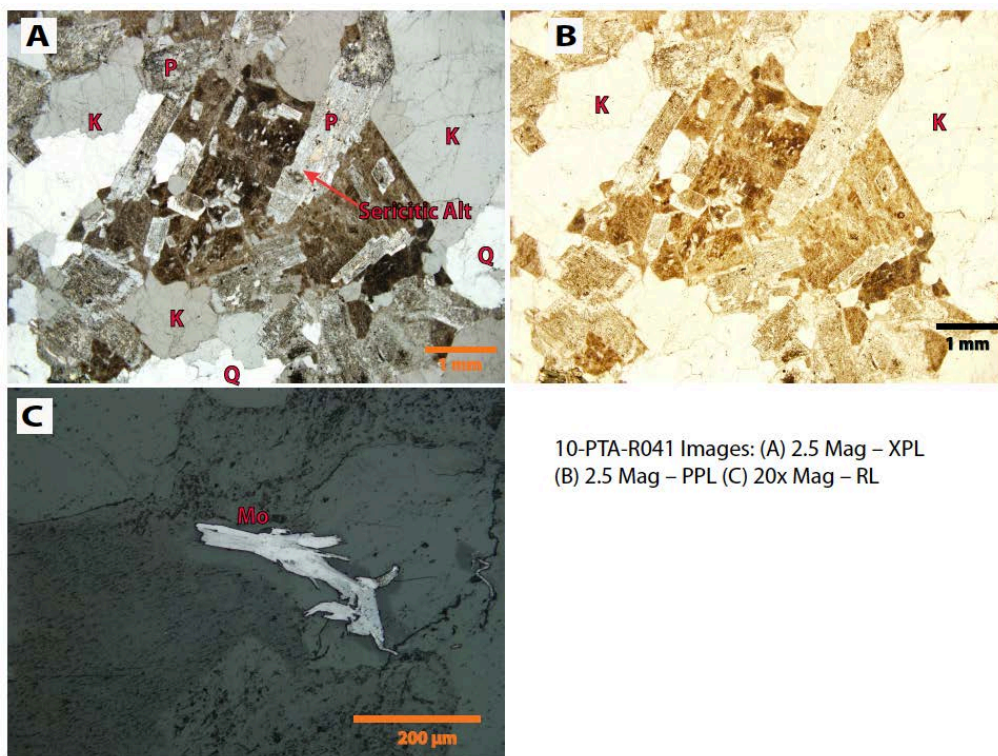 A
P
K
P
K
Sericitic Alt
Q
K
Q
1 mm
B
K
K
1 mm
C
Mo
200 µm
10-PTA-R041 Images: (A) 2.5 Mag – XPL
(B) 2.5 Mag – PPL (C) 20x Mag – RL